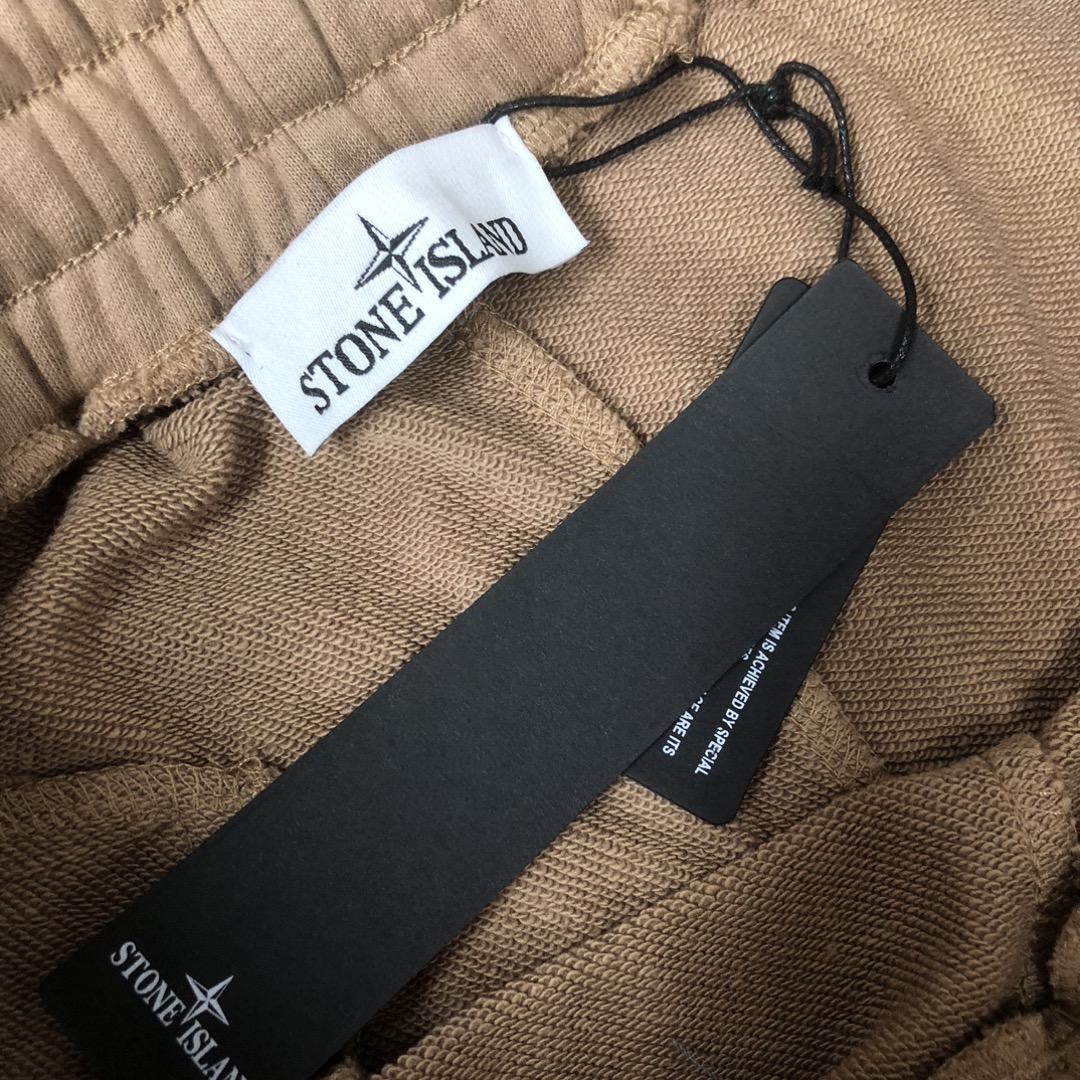 STONE ISLAND
ITEM IS ACHIEVED BY SPECIAL
ARE ITS
STONE ISLAND